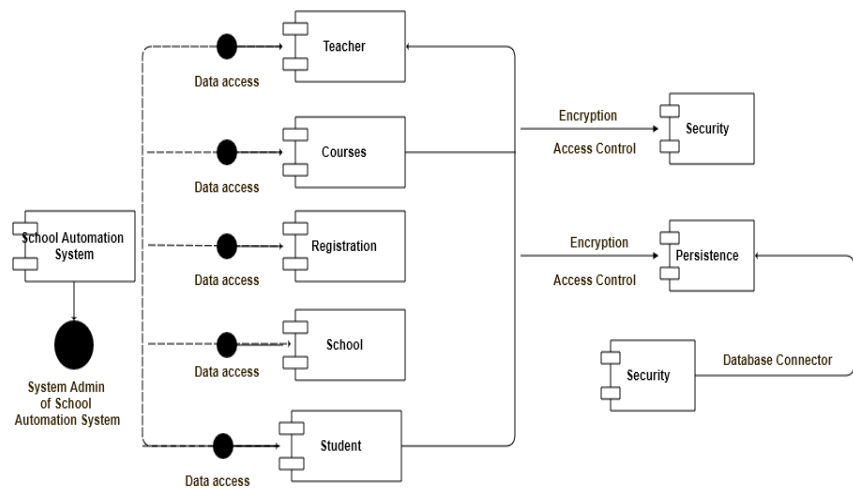 Teacher
Data access
Encryption
Security
Access Control
Courses
Data access
School Automation
System
Registration
Data access
Encryption
Persistence
Access Control
School
Data access
Database Connector
Security
System Admin
of School
Automation System
Student
Data access